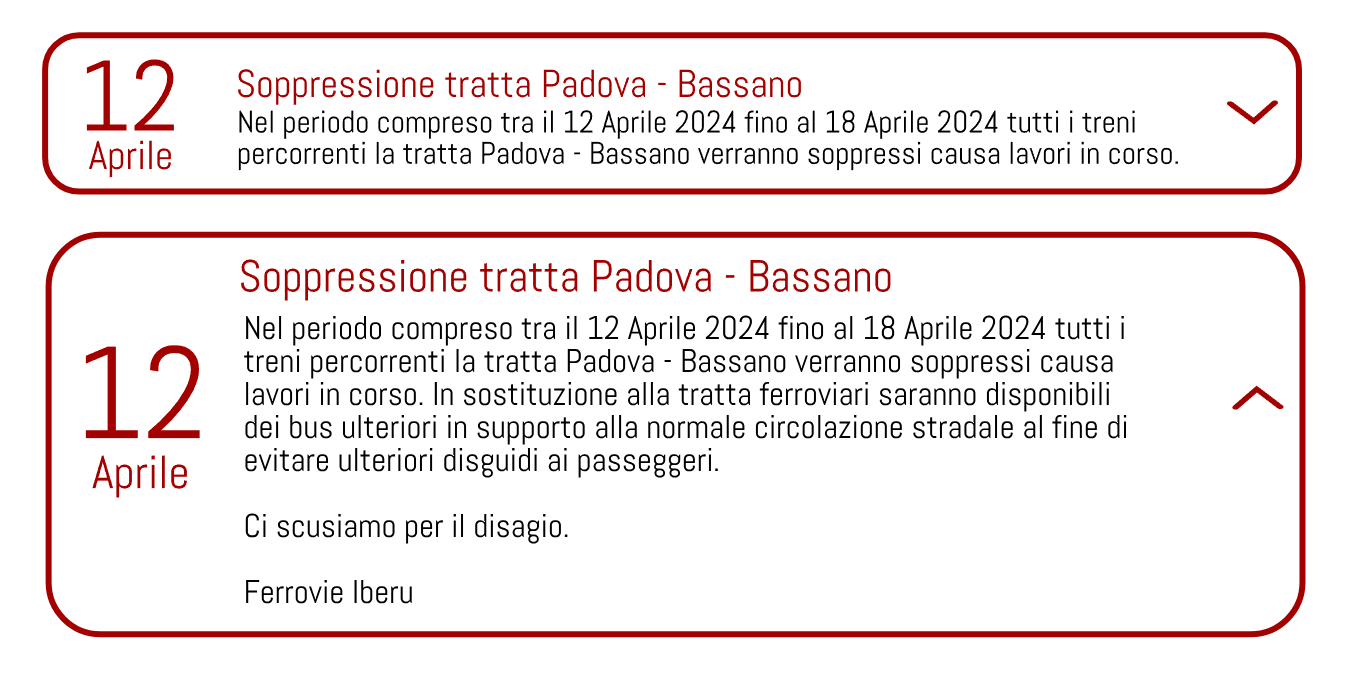 12
Aprile
Soppressione tratta Padova - Bassano
Nel periodo compreso tra il 12 Aprile 2024 fino al 18 Aprile 2024 tutti i treni
percorrenti la tratta Padova - Bassano verranno soppressi causa lavori in corso.
12
Aprile
Soppressione tratta Padova - Bassano
Nel periodo compreso tra il 12 Aprile 2024 fino al 18 Aprile 2024 tutti i
treni percorrenti la tratta Padova - Bassano verranno soppressi causa
lavori in corso. In sostituzione alla tratta ferroviari saranno disponibili
dei bus ulteriori in supporto alla normale circolazione stradale al fine di
evitare ulteriori disguidi ai passeggeri.
Ci scusiamo per il disagio.
Ferrovie Iberu